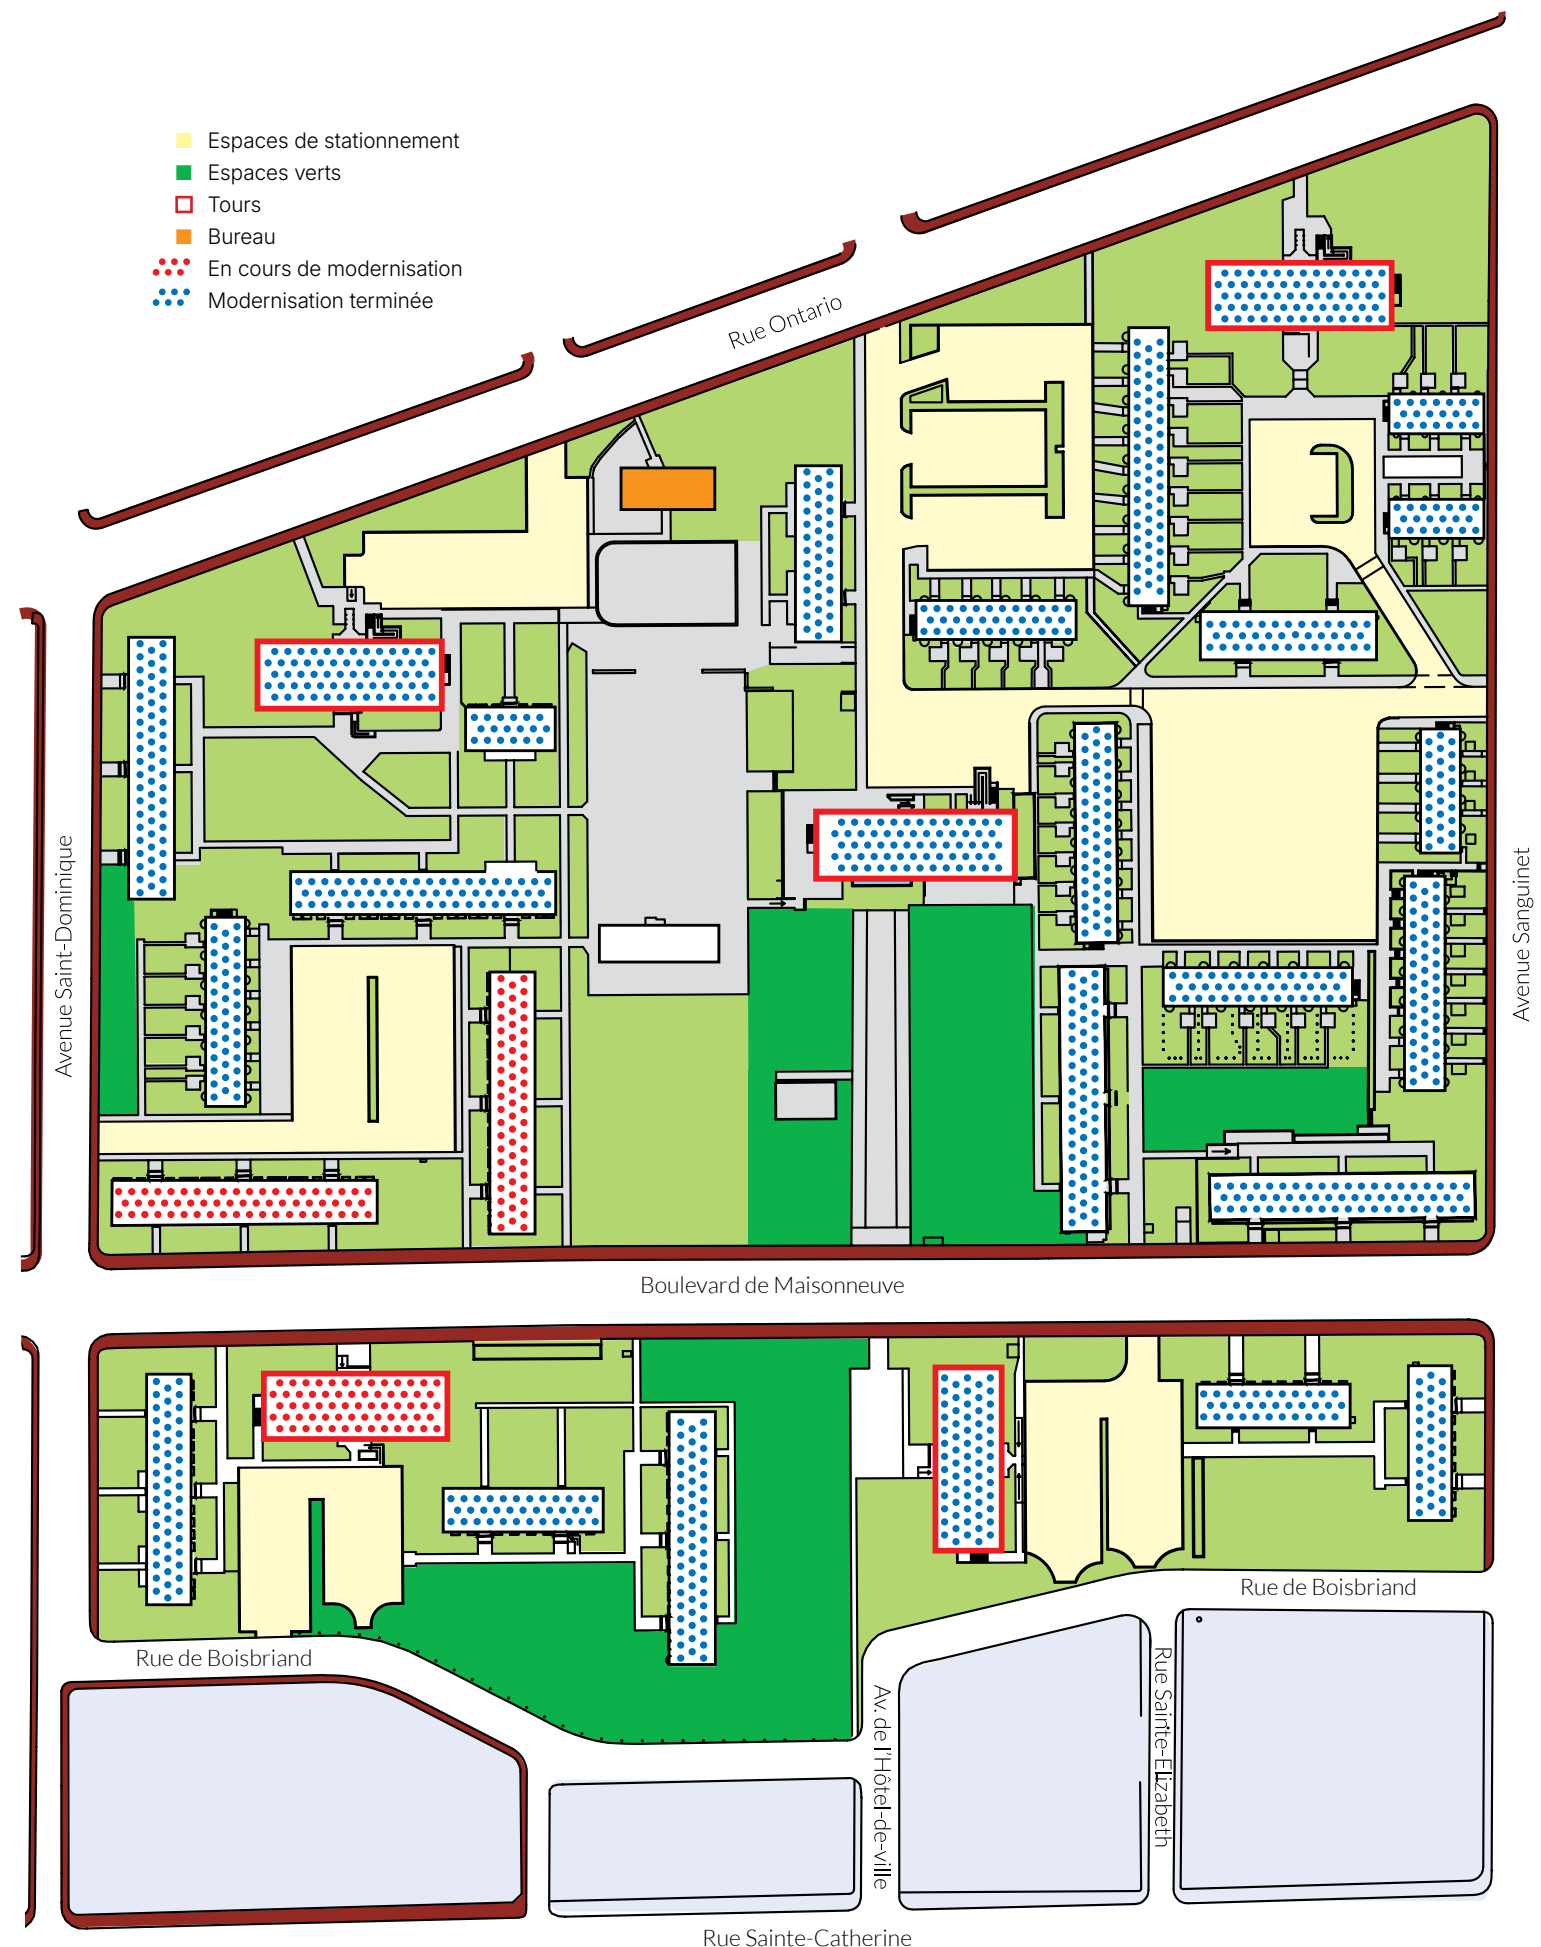 Espaces de stationnement
Espaces verts
Tours
Bureau
En cours de modernisation
Modernisation terminée
Rue Ontario
Avenue Saint-Dominique
Avenue Sanguinet
Boulevard de Maisonneuve
Rue de Boisbriand
Rue de Boisbriand
Av. de l'Hôtel-de-ville
Rue Sainte-Elizabeth
Rue Sainte-Catherine